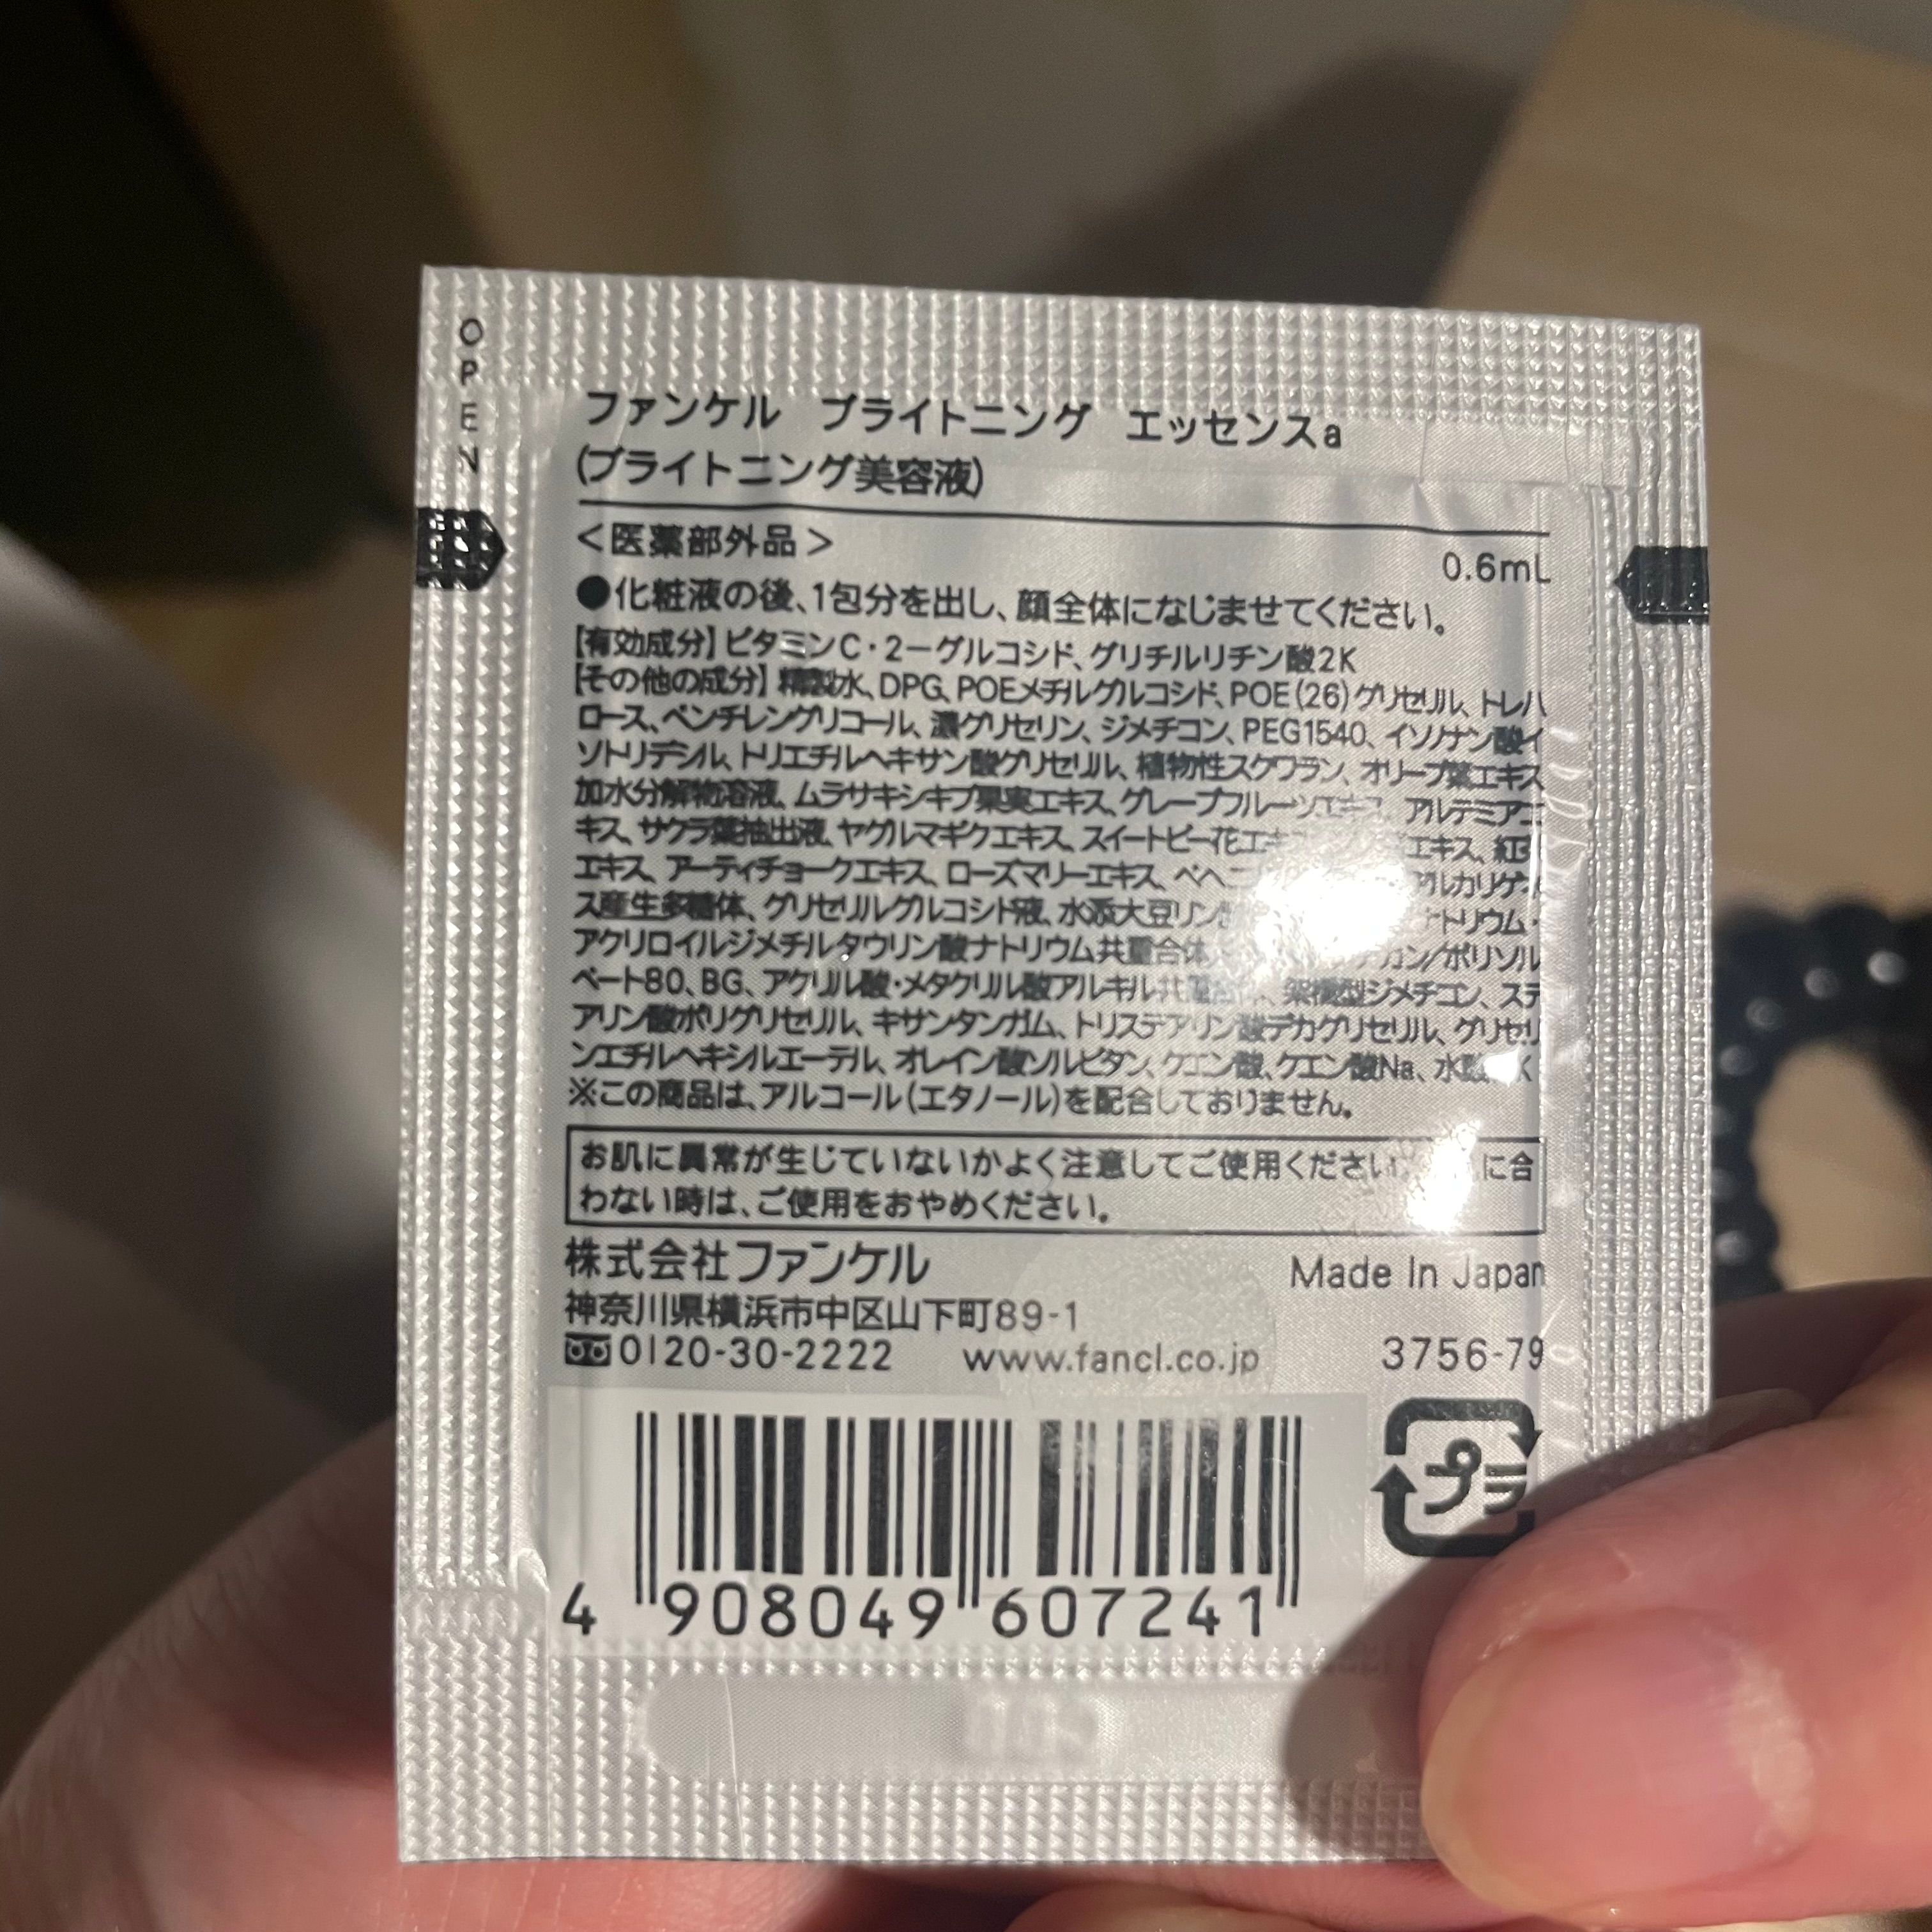 OPEN
ファンケル ブライトニング エッセンスa
(ブライトニング美容液)
＜医薬部外品＞ 0.6mL
●化粧液の後、1包分を出し、顔全体になじませてください。
【有効成分】ビタミンC・2－グルコシド、グリチルリチン酸2K
【その他の成分】精製水、DPG、POEメチルグルコシド、POE(26)グリセリル、トレハ
ロース、ペンチレングリコール、濃グリセリン、ジメチコン、PEG1540、イソノナン酸イ
ソトリデシル、トリエチルヘキサン酸グリセリル、植物性スクワラン、オリーブ葉エキス
加水分解物溶液、ムラサキシキブ果実エキス、グレープフルーツエキス、アルテミアエ
キス、サクラ葉抽出液、ヤグルマギクエキス、スイートピー花エキ エキス、紅
エキス、アーティチョークエキス、ローズマリーエキス、ベヘニ アルカリゲネ
ス産生多糖体、グリセリルグルコシド液、水添大豆リン ナトリウム・
アクリロイルジメチルタウリン酸ナトリウム共重合体 カン/ポリソル
ベート80、BG、アクリル酸・メタクリル酸アルキル共重合体、架橋型ジメチコン、ステ
アリン酸ポリグリセリル、キサンタンガム、トリステアリン酸デカグリセリル、グリセリ
ンエチルヘキシルエーテル、オレイン酸ソルビタン、クエン酸、クエン酸Na、水酸 K
※この商品は、アルコール(エタノール)を配合しておりません。
お肌に異常が生じていないかよく注意してご使用ください に合
わない時は、ご使用をおやめください。
株式会社ファンケル Made In Japan
神奈川県横浜市中区山下町89-1
0120-30-2222 www.fancl.co.jp 3756-79
プラ
4 908049 607241